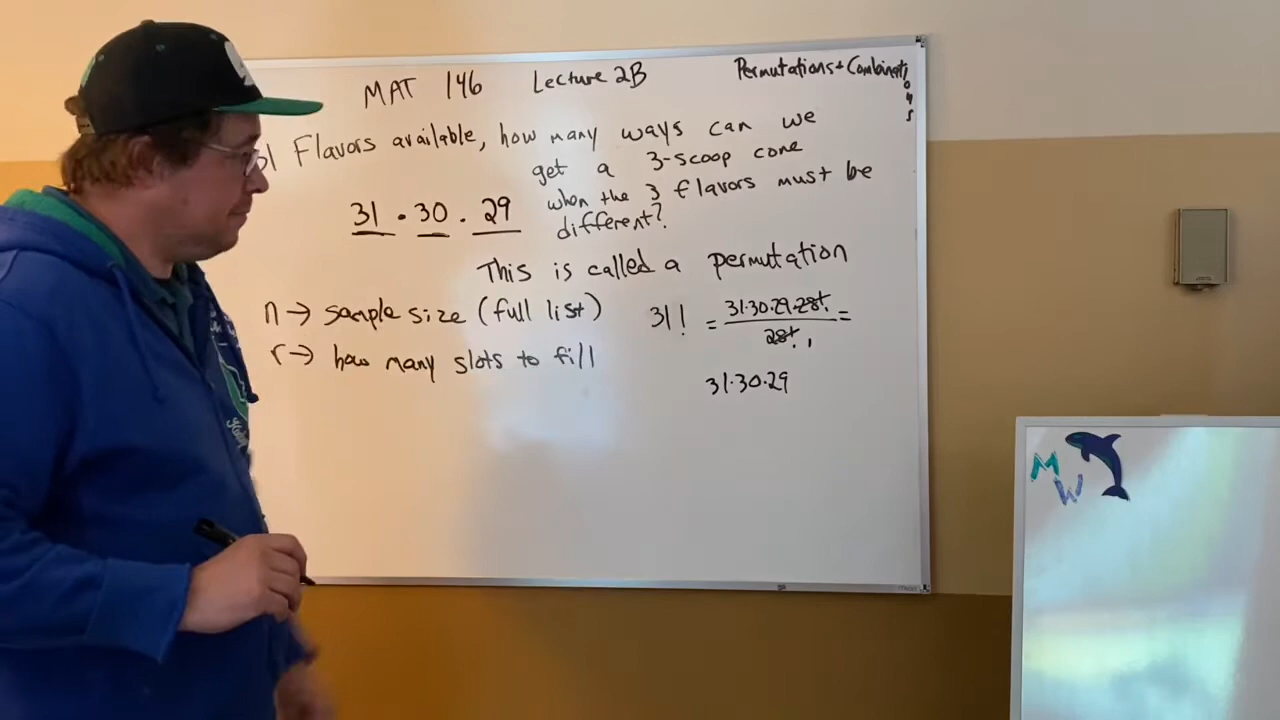 MAT 146 Lecture 2B Permutations + Combinations
31 Flavors available, how many ways can we
get a 3-scoop cone
when the 3 flavors must be
different?
31 · 30 · 29
This is called a permutation
n → sample size (full list)
r → how many slots to fill
31! = 31·30·29·28! / 28! =
31·30·29
M
W